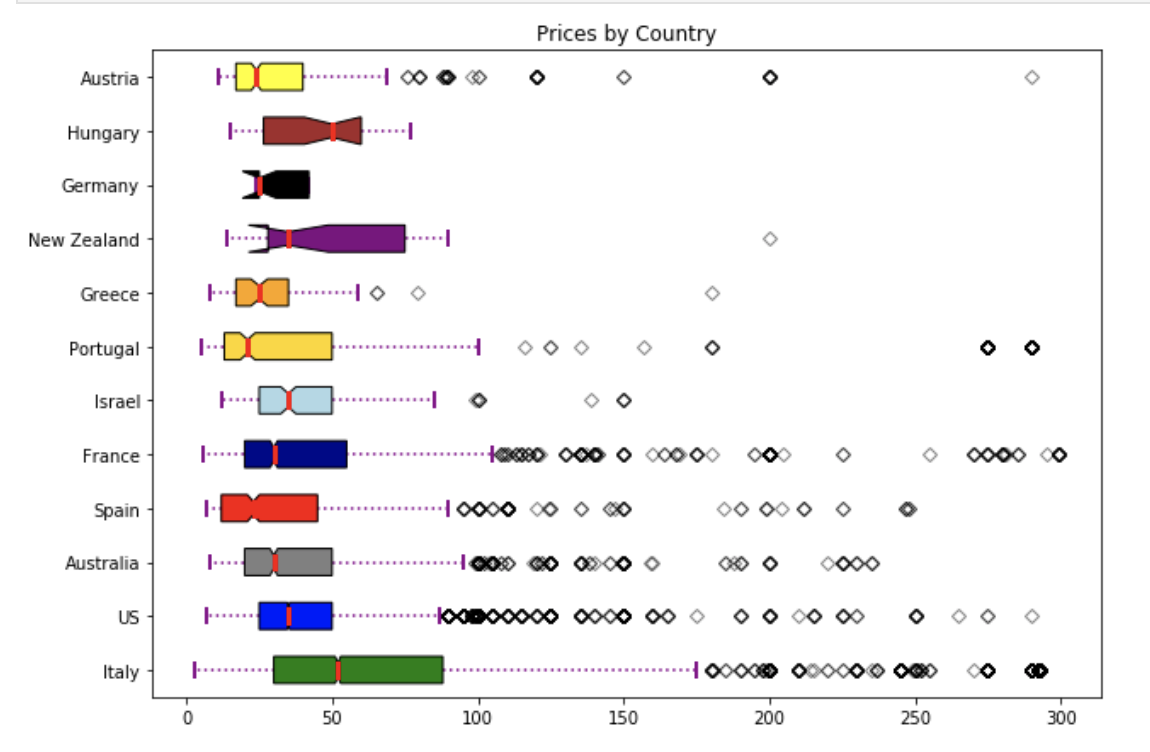 Prices by Country
Austria
Hungary
Germany
New Zealand
Greece
Portugal
Israel
France
Spain
Australia
US
Italy
0 50 100 150 200 250 300